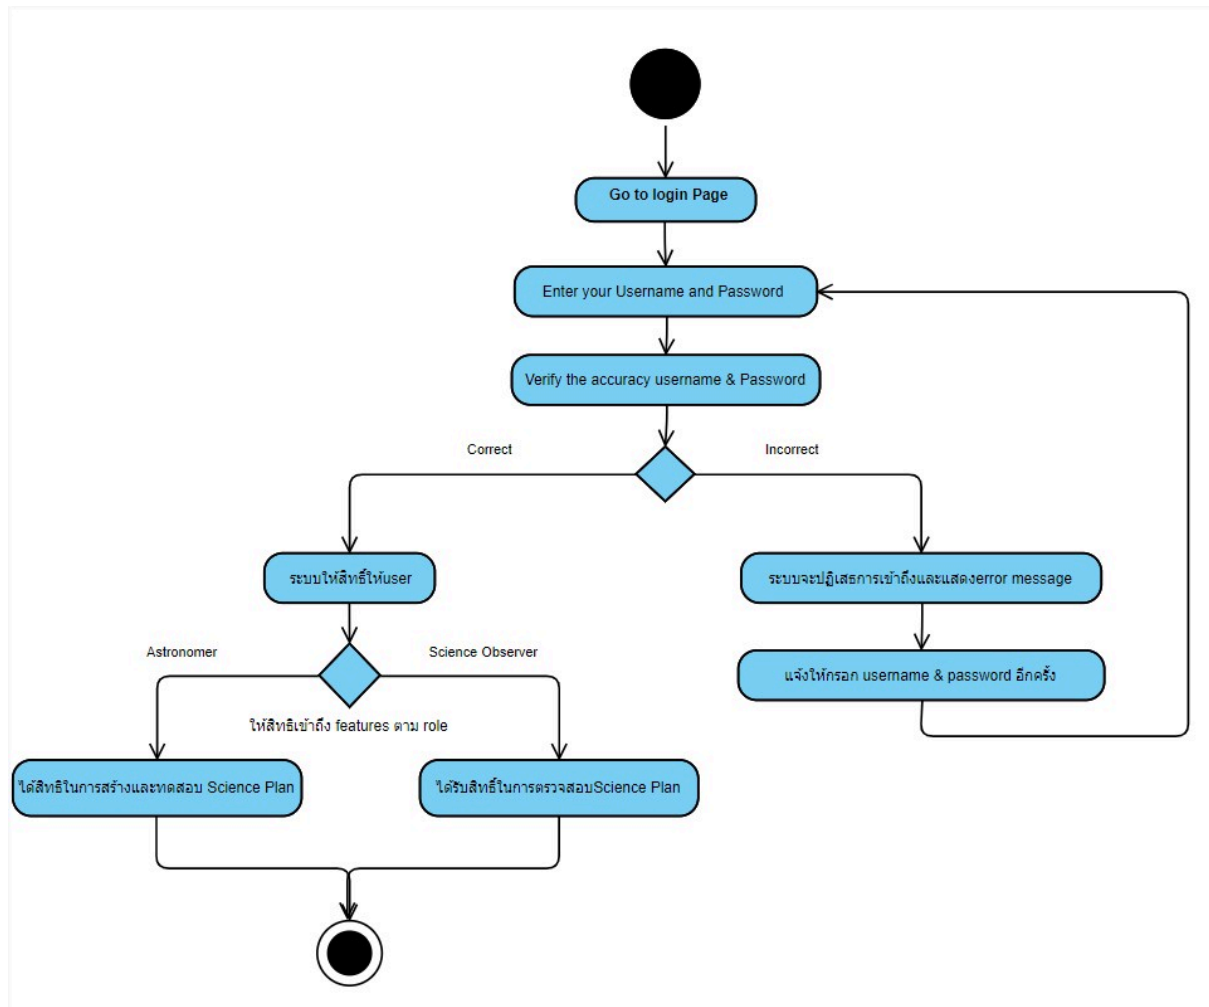 Go to login Page
Enter your Username and Password
Verify the accuracy username & Password
Correct
Incorrect
ระบบให้สิทธิ์ให้user
ระบบจะปฏิเสธการเข้าถึงและแสดงerror message
Astronomer
Science Observer
แจ้งให้กรอก username & password อีกครั้ง
ให้สิทธิเข้าถึง features ตาม role
ได้สิทธิในการสร้างและทดสอบ Science Plan
ได้รับสิทธิ์ในการตรวจสอบScience Plan